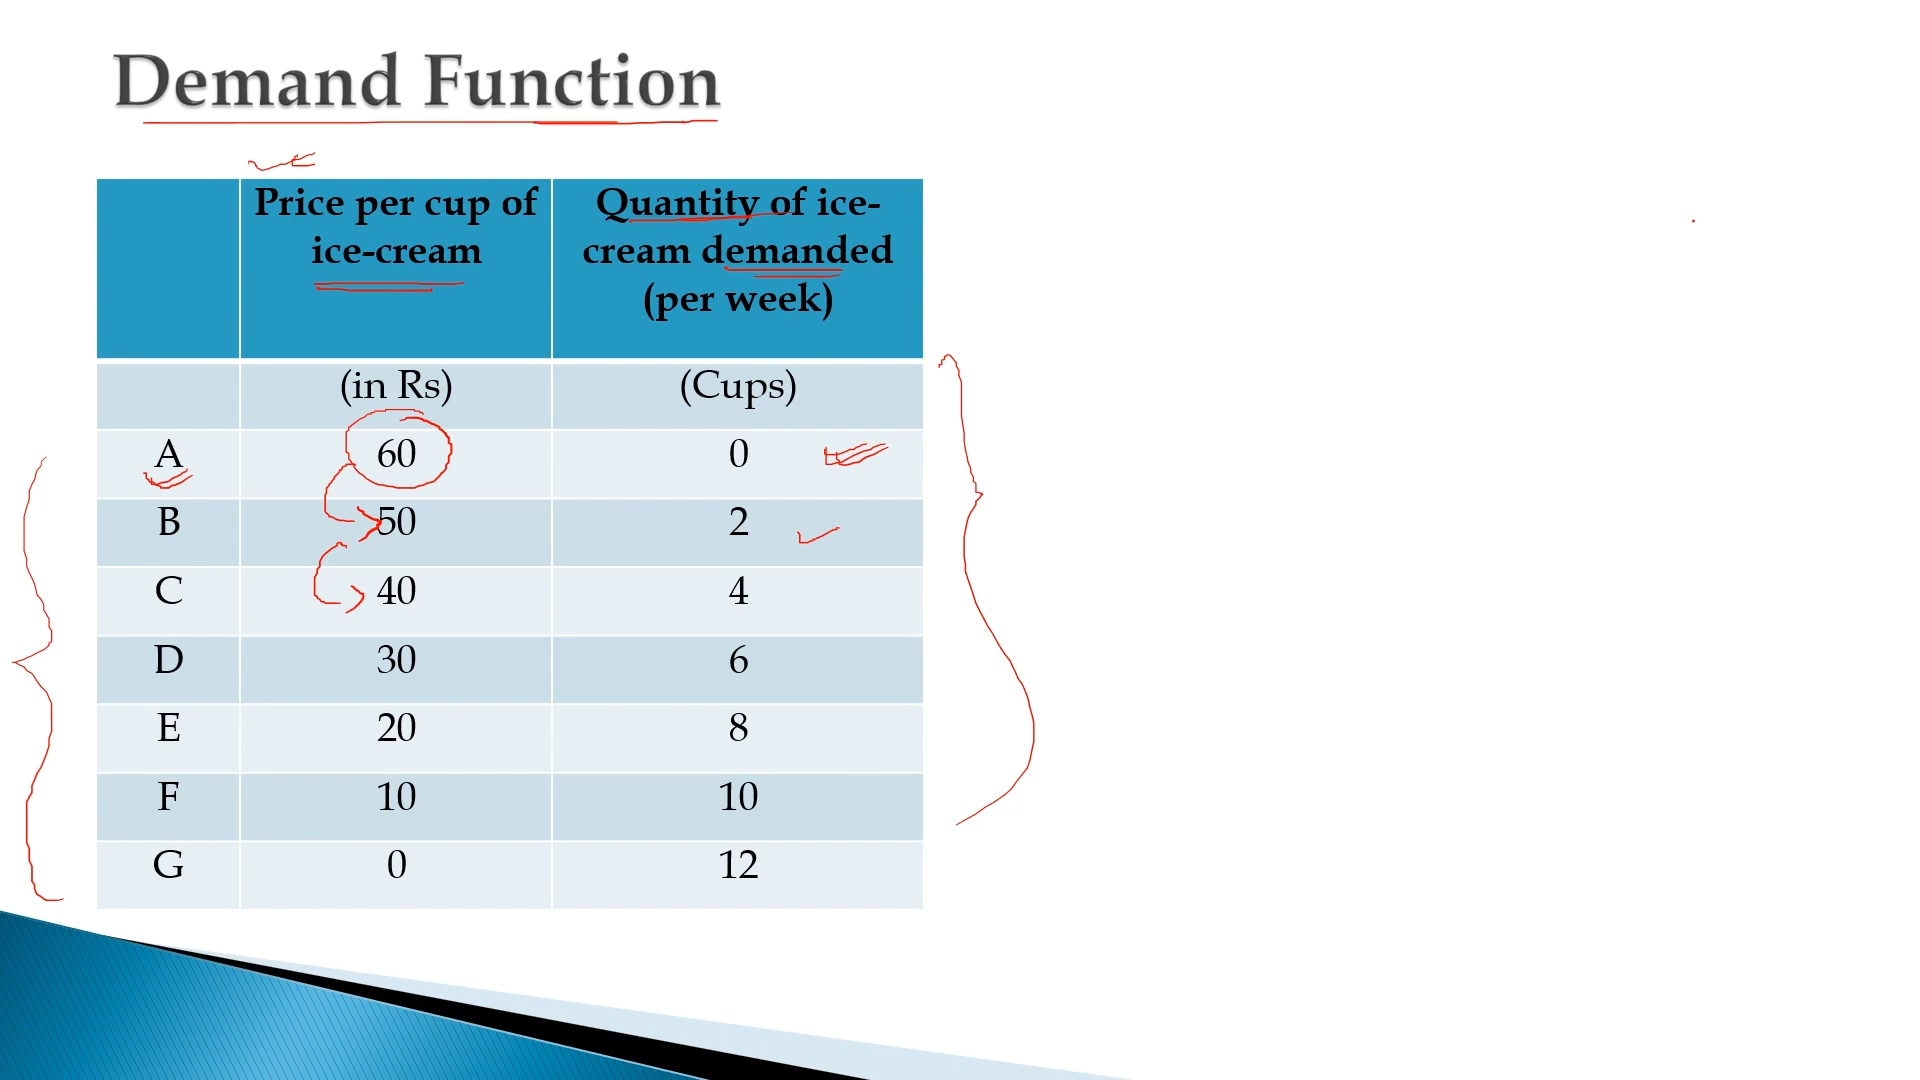 Demand Function
Price per cup of
ice-cream
Quantity of ice-
cream demanded
(per week)
(in Rs) (Cups)
A 60 0
B 50 2
C 40 4
D 30 6
E 20 8
F 10 10
G 0 12